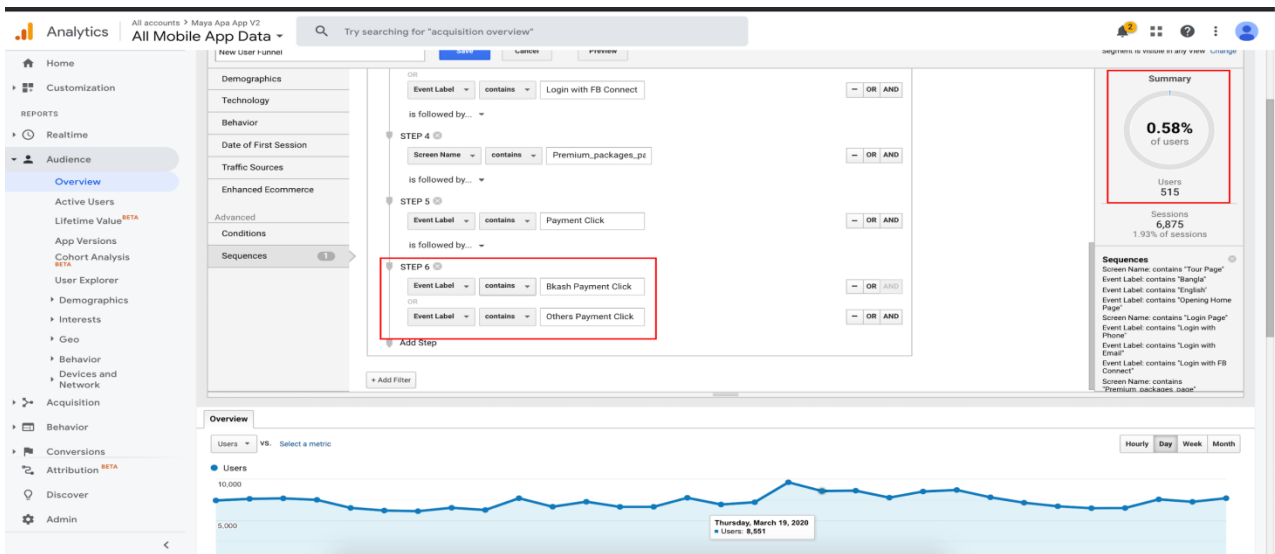 All accounts > Maya Apa App V2
Analytics
All Mobile App Data
Try searching for "acquisition overview"
2
New User Funnel
Save
Cancel
Preview
Segment is visible in any View Change
Home
Customization
REPORTS
Realtime
Audience
Overview
Active Users
Lifetime Value BETA
App Versions
Cohort Analysis
BETA
User Explorer
Demographics
Interests
Geo
Behavior
Devices and
Network
Acquisition
Behavior
Conversions
Attribution BETA
Discover
Admin
Demographics
Technology
Behavior
Date of First Session
Traffic Sources
Enhanced Ecommerce
Advanced
Conditions
Sequences 1
OR
Event Label contains Login with FB Connect – OR AND
is followed by...
STEP 4
Screen Name contains Premium_packages_pa – OR AND
is followed by...
STEP 5
Event Label contains Payment Click – OR AND
is followed by...
STEP 6
Event Label contains Bkash Payment Click – OR AND
OR
Event Label contains Others Payment Click – OR AND
Add Step
+ Add Filter
Summary
0.58%
of users
Users
515
Sessions
6,875
1.93% of sessions
Sequences
Screen Name: contains "Tour Page"
Event Label: contains "Bangla"
Event Label: contains "English"
Event Label: contains "Opening Home
Page"
Screen Name: contains "Login Page"
Event Label: contains "Login with
Phone"
Event Label: contains "Login with
Email"
Event Label: contains "Login with FB
Connect"
Screen Name: contains
"Premium_packages_page"
Overview
Users VS. Select a metric
Hourly Day Week Month
Users
10,000
5,000
Thursday, March 19, 2020
Users: 8,551